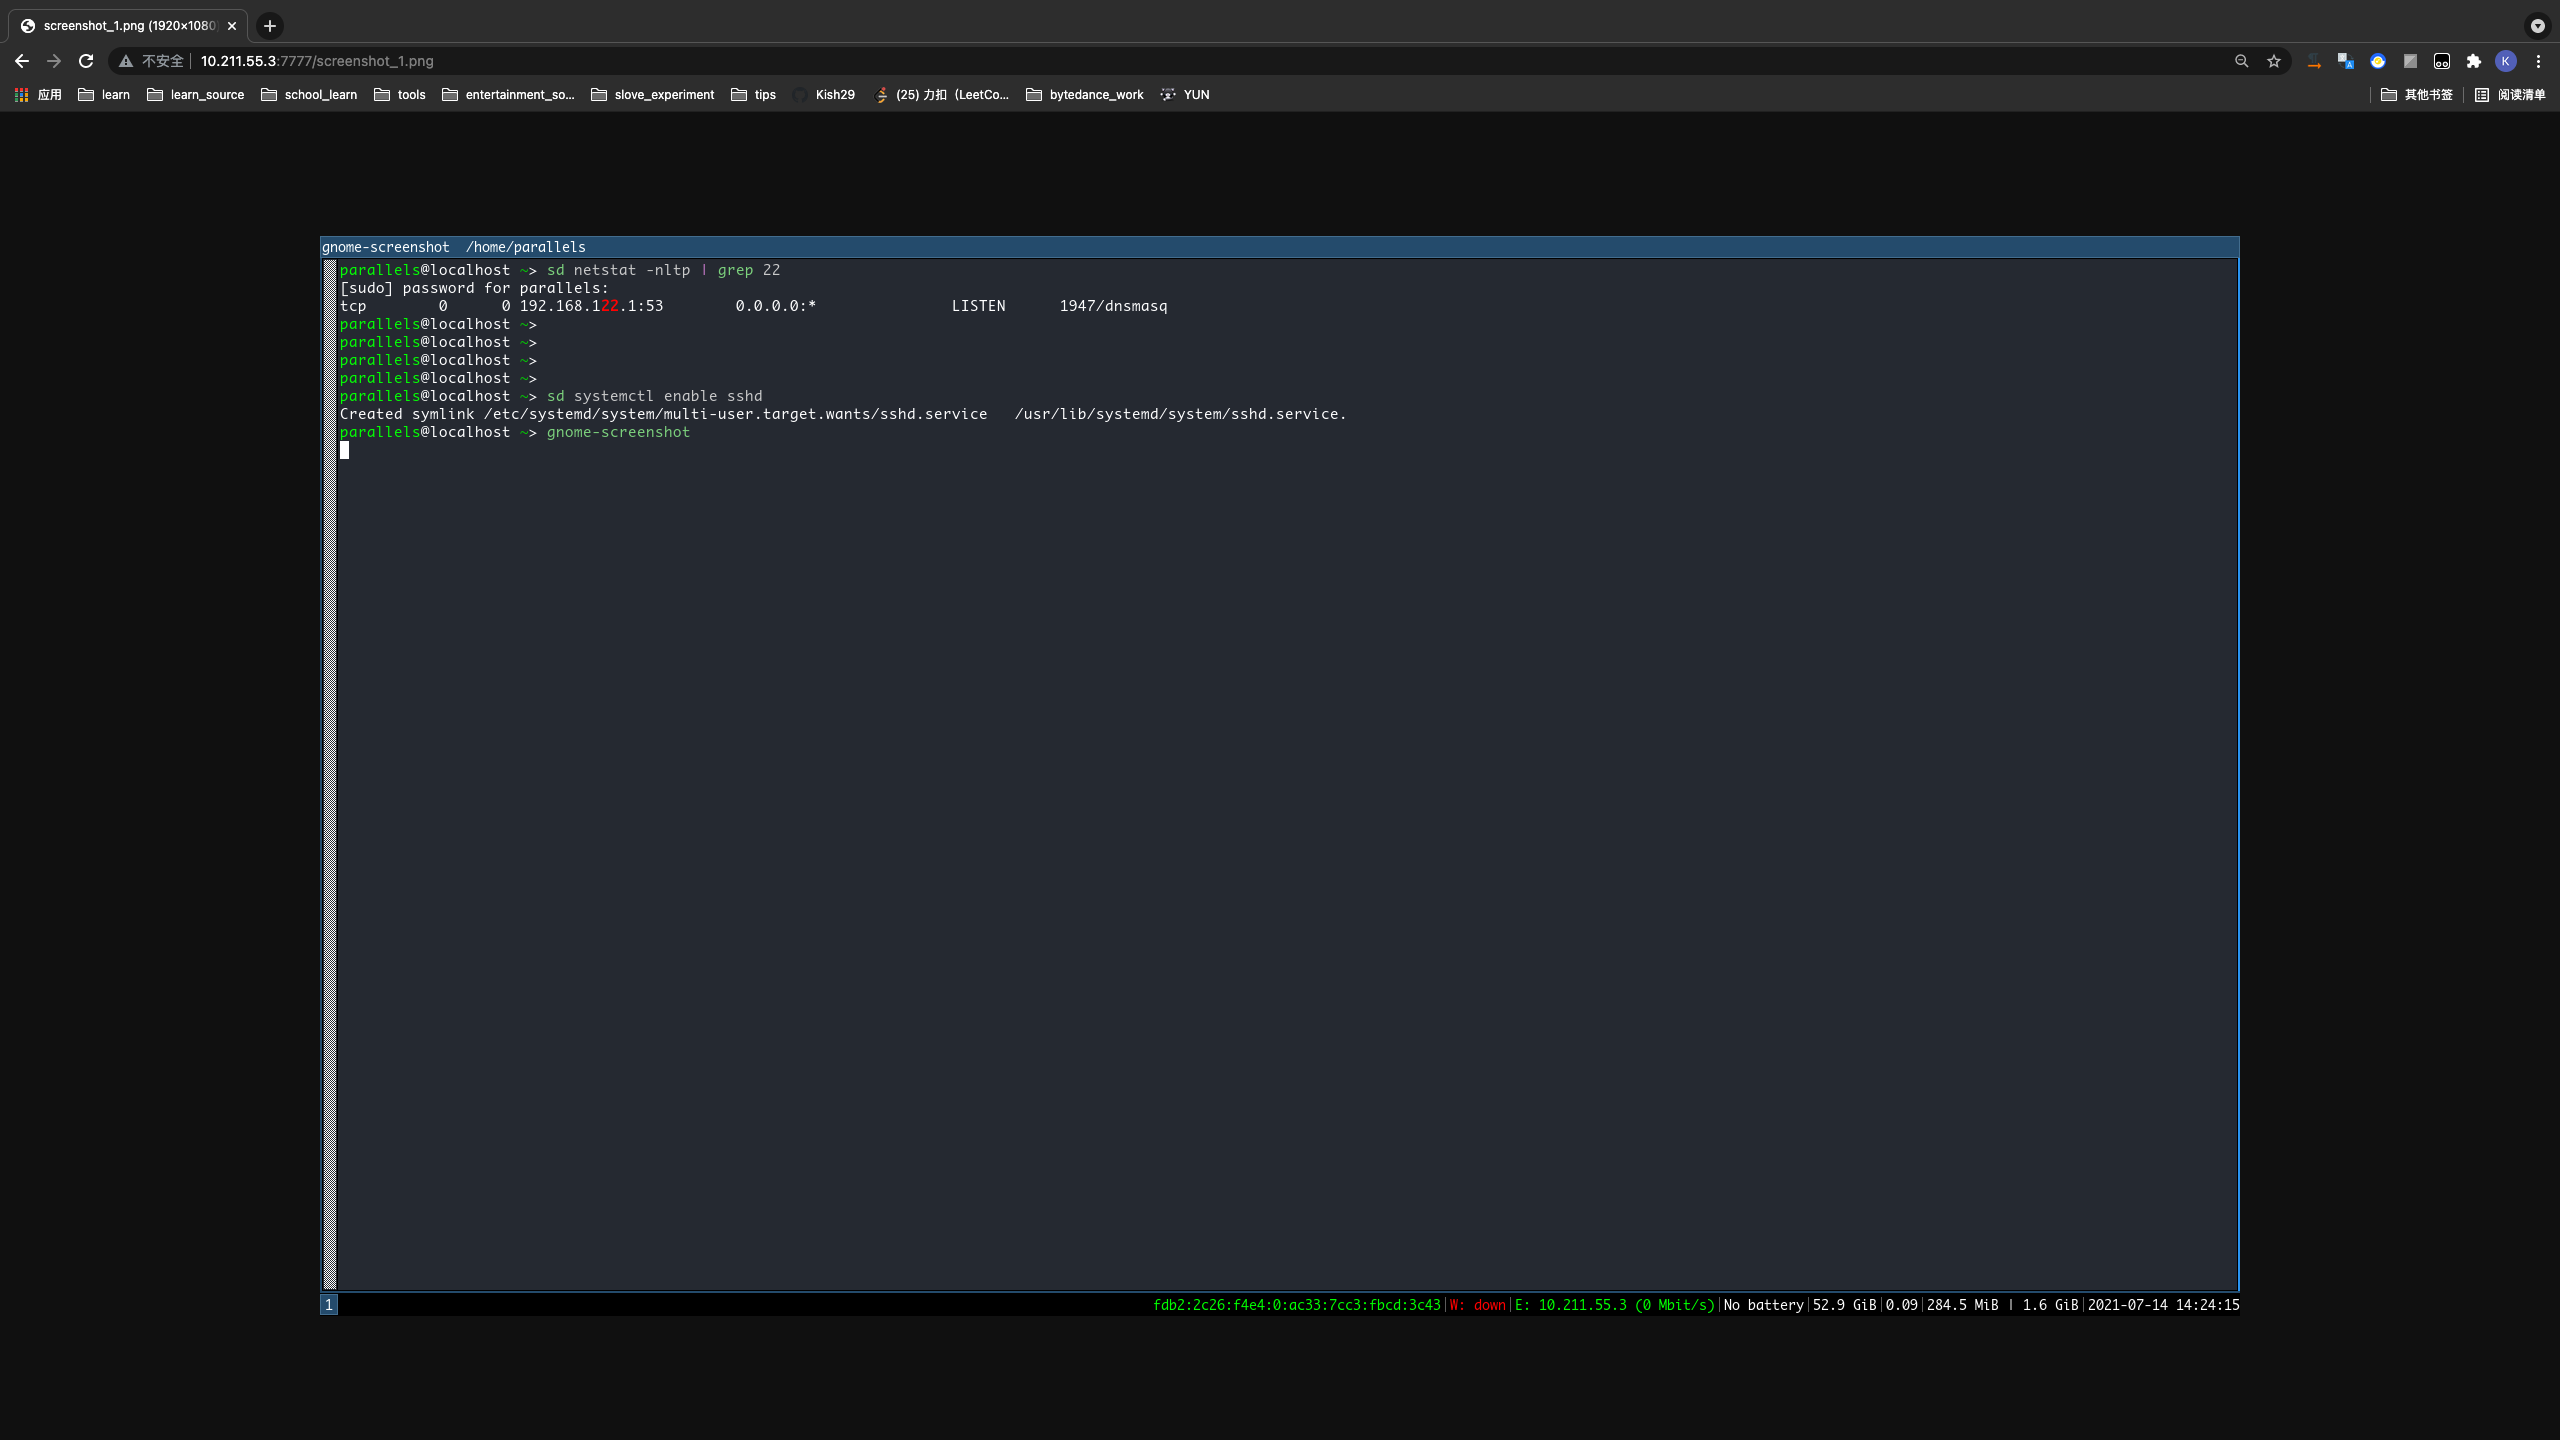 screenshot_1.png (1920×1080)
不安全 10.211.55.3:7777/screenshot_1.png
应用 learn learn_source school_learn tools entertainment_so... slove_experiment tips Kish29 (25) 力扣（LeetCo... bytedance_work YUN 其他书签 阅读清单
K
gnome-screenshot /home/parallels
parallels@localhost ~> sd netstat -nltp | grep 22
[sudo] password for parallels:
tcp        0      0 192.168.122.1:53        0.0.0.0:*               LISTEN      1947/dnsmasq
parallels@localhost ~>
parallels@localhost ~>
parallels@localhost ~>
parallels@localhost ~>
parallels@localhost ~> sd systemctl enable sshd
Created symlink /etc/systemd/system/multi-user.target.wants/sshd.service   /usr/lib/systemd/system/sshd.service.
parallels@localhost ~> gnome-screenshot
1 fdb2:2c26:f4e4:0:ac33:7cc3:fbcd:3c43|W: down|E: 10.211.55.3 (0 Mbit/s)|No battery|52.9 GiB|0.09|284.5 MiB | 1.6 GiB|2021-07-14 14:24:15